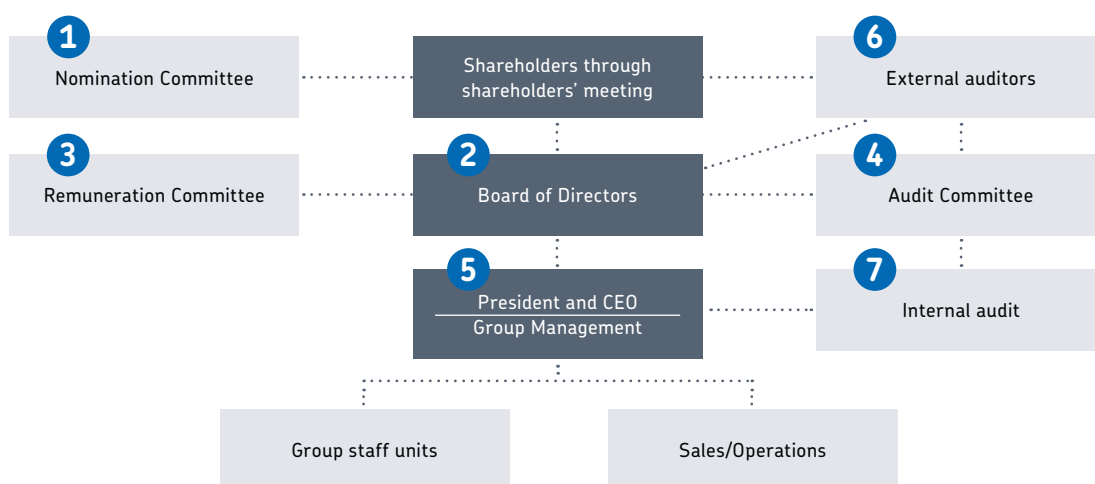 1
Nomination Committee
Shareholders through
shareholders’ meeting
6
External auditors
3
Remuneration Committee
2
Board of Directors
4
Audit Committee
5
President and CEO
Group Management
7
Internal audit
Group staff units
Sales/Operations